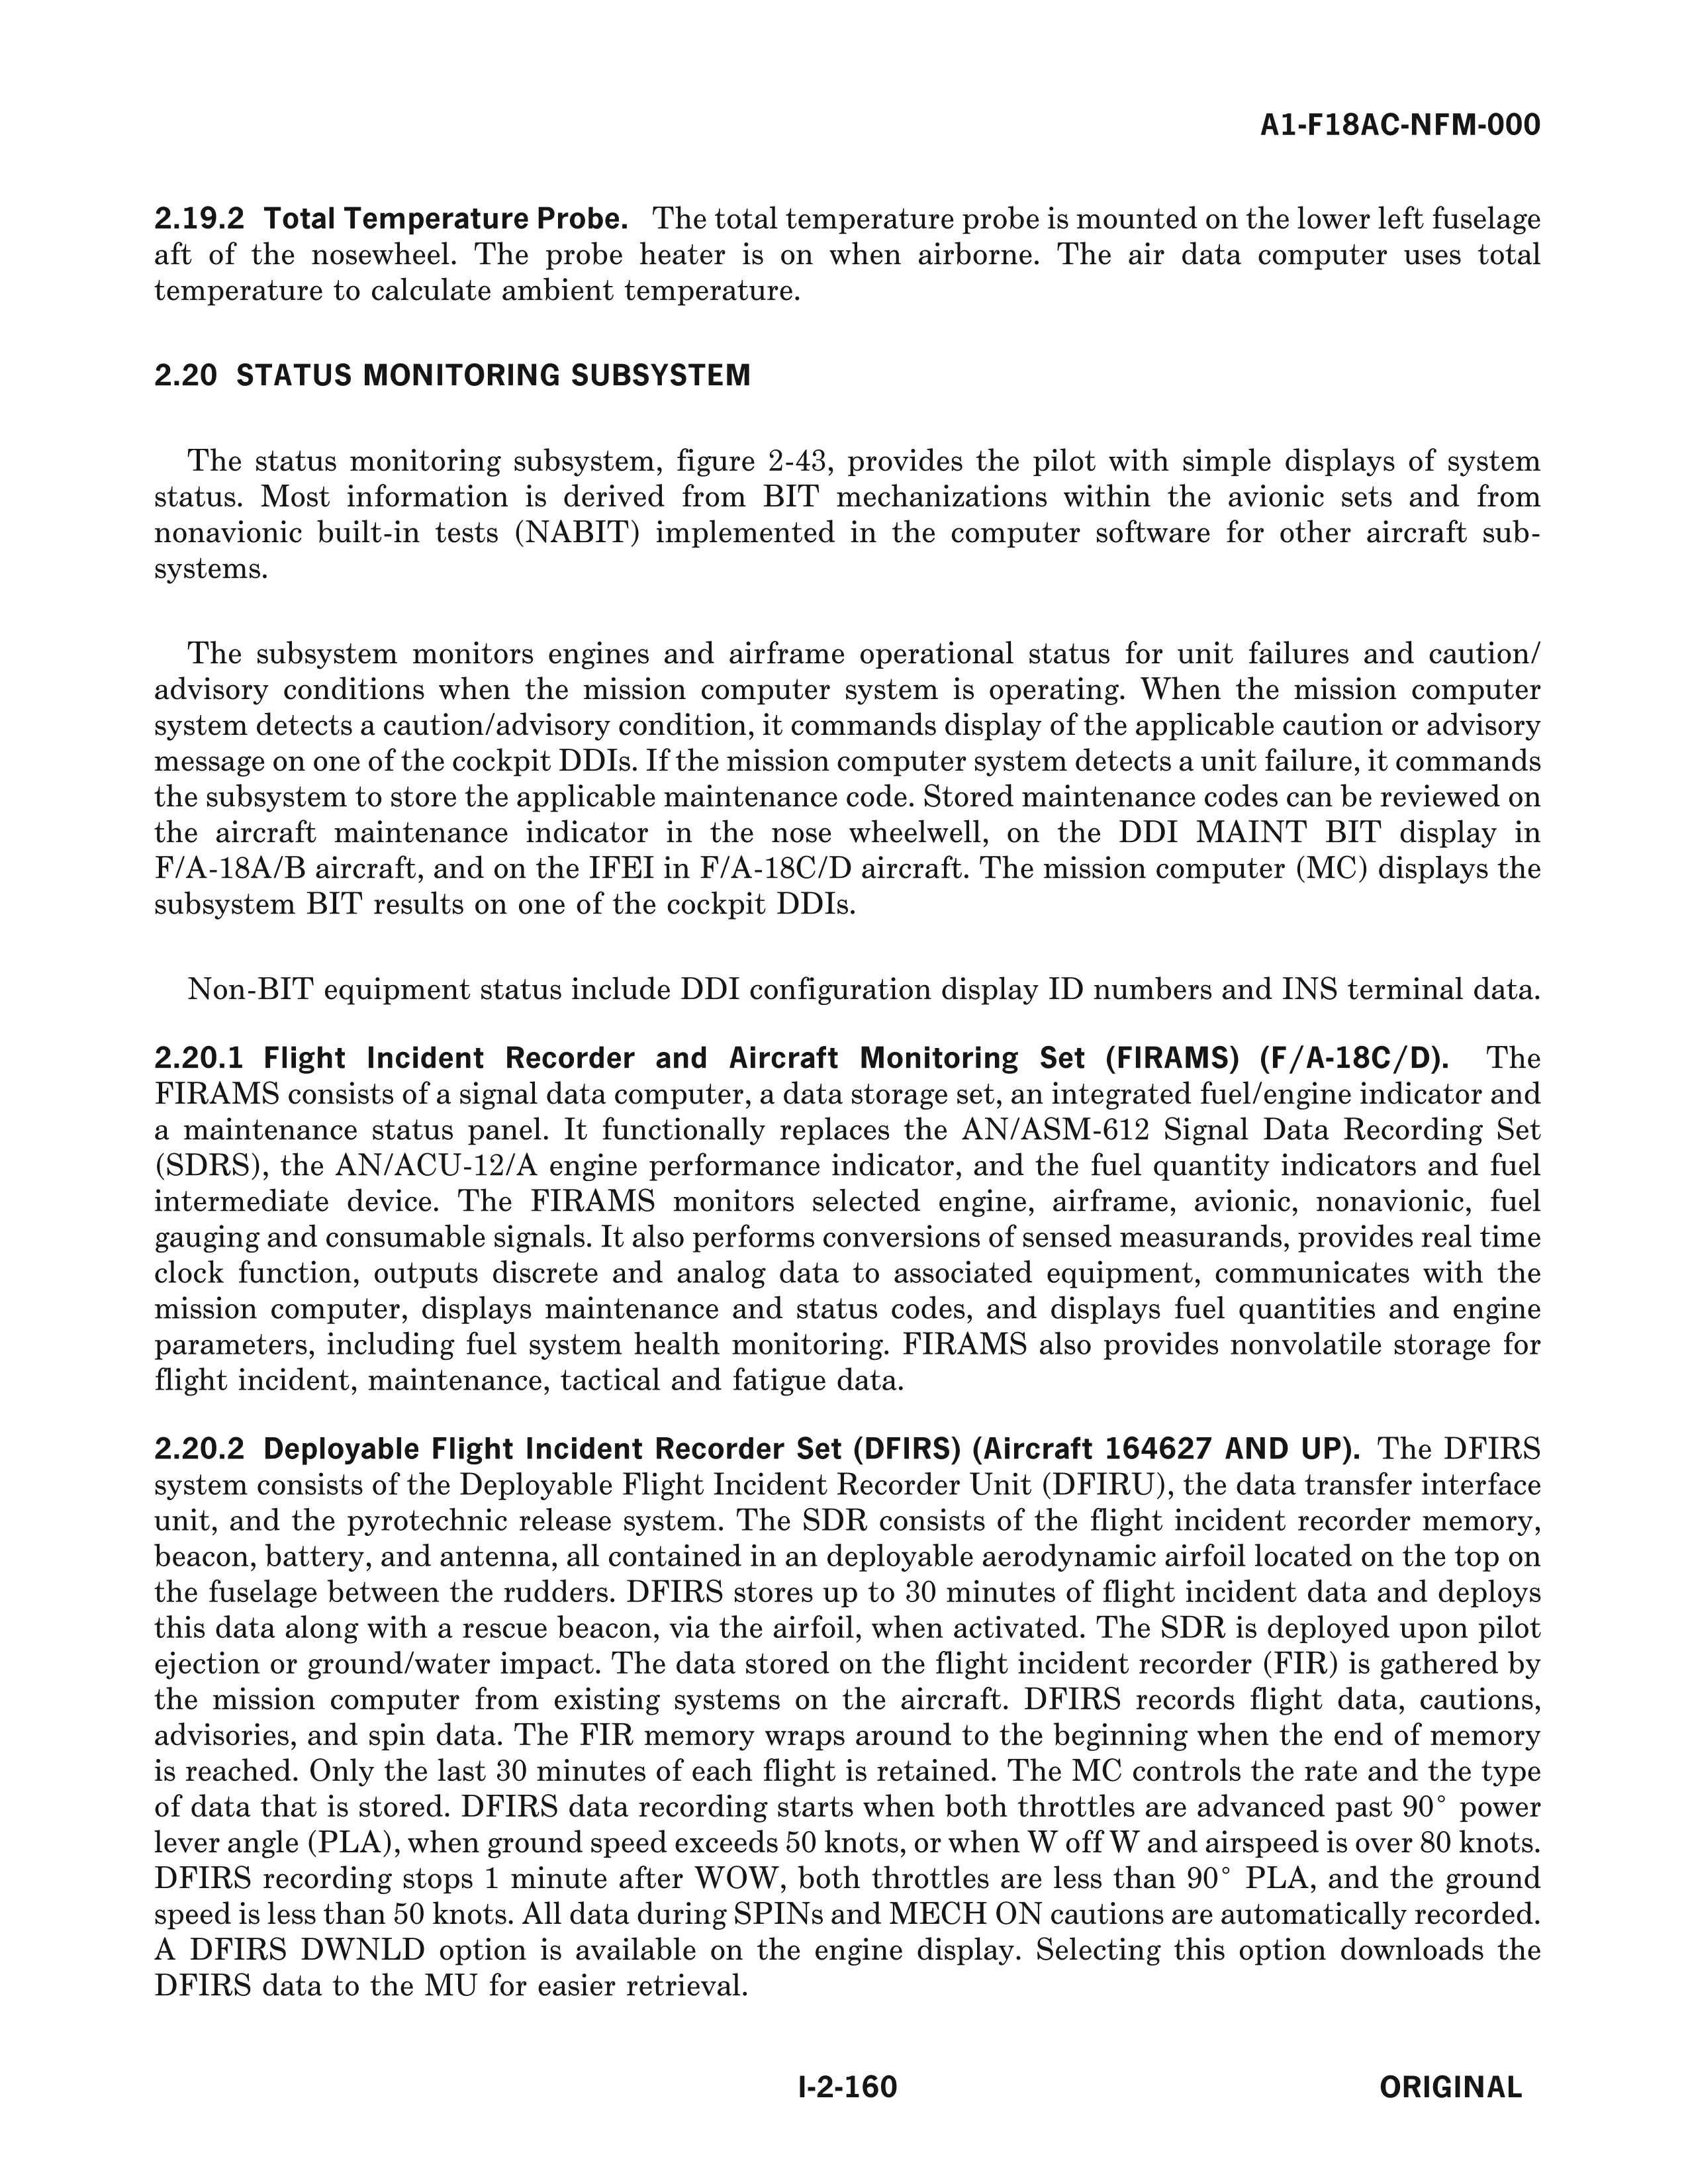 A1-F18AC-NFM-000
2.19.2 Total Temperature Probe. The total temperature probe is mounted on the lower left fuselage
aft of the nosewheel. The probe heater is on when airborne. The air data computer uses total
temperature to calculate ambient temperature.
2.20 STATUS MONITORING SUBSYSTEM
The status monitoring subsystem, figure 2-43, provides the pilot with simple displays of system
status. Most information is derived from BIT mechanizations within the avionic sets and from
nonavionic built-in tests (NABIT) implemented in the computer software for other aircraft sub-
systems.
The subsystem monitors engines and airframe operational status for unit failures and caution/
advisory conditions when the mission computer system is operating. When the mission computer
system detects a caution/advisory condition, it commands display of the applicable caution or advisory
message on one of the cockpit DDIs. If the mission computer system detects a unit failure, it commands
the subsystem to store the applicable maintenance code. Stored maintenance codes can be reviewed on
the aircraft maintenance indicator in the nose wheelwell, on the DDI MAINT BIT display in
F/A-18A/B aircraft, and on the IFEI in F/A-18C/D aircraft. The mission computer (MC) displays the
subsystem BIT results on one of the cockpit DDIs.
Non-BIT equipment status include DDI configuration display ID numbers and INS terminal data.
2.20.1 Flight Incident Recorder and Aircraft Monitoring Set (FIRAMS) (F/A-18C/D). The
FIRAMS consists of a signal data computer, a data storage set, an integrated fuel/engine indicator and
a maintenance status panel. It functionally replaces the AN/ASM-612 Signal Data Recording Set
(SDRS), the AN/ACU-12/A engine performance indicator, and the fuel quantity indicators and fuel
intermediate device. The FIRAMS monitors selected engine, airframe, avionic, nonavionic, fuel
gauging and consumable signals. It also performs conversions of sensed measurands, provides real time
clock function, outputs discrete and analog data to associated equipment, communicates with the
mission computer, displays maintenance and status codes, and displays fuel quantities and engine
parameters, including fuel system health monitoring. FIRAMS also provides nonvolatile storage for
flight incident, maintenance, tactical and fatigue data.
2.20.2 Deployable Flight Incident Recorder Set (DFIRS) (Aircraft 164627 AND UP). The DFIRS
system consists of the Deployable Flight Incident Recorder Unit (DFIRU), the data transfer interface
unit, and the pyrotechnic release system. The SDR consists of the flight incident recorder memory,
beacon, battery, and antenna, all contained in an deployable aerodynamic airfoil located on the top on
the fuselage between the rudders. DFIRS stores up to 30 minutes of flight incident data and deploys
this data along with a rescue beacon, via the airfoil, when activated. The SDR is deployed upon pilot
ejection or ground/water impact. The data stored on the flight incident recorder (FIR) is gathered by
the mission computer from existing systems on the aircraft. DFIRS records flight data, cautions,
advisories, and spin data. The FIR memory wraps around to the beginning when the end of memory
is reached. Only the last 30 minutes of each flight is retained. The MC controls the rate and the type
of data that is stored. DFIRS data recording starts when both throttles are advanced past 90° power
lever angle (PLA), when ground speed exceeds 50 knots, or when W off W and airspeed is over 80 knots.
DFIRS recording stops 1 minute after WOW, both throttles are less than 90° PLA, and the ground
speed is less than 50 knots. All data during SPINs and MECH ON cautions are automatically recorded.
A DFIRS DWNLD option is available on the engine display. Selecting this option downloads the
DFIRS data to the MU for easier retrieval.
I-2-160
ORIGINAL